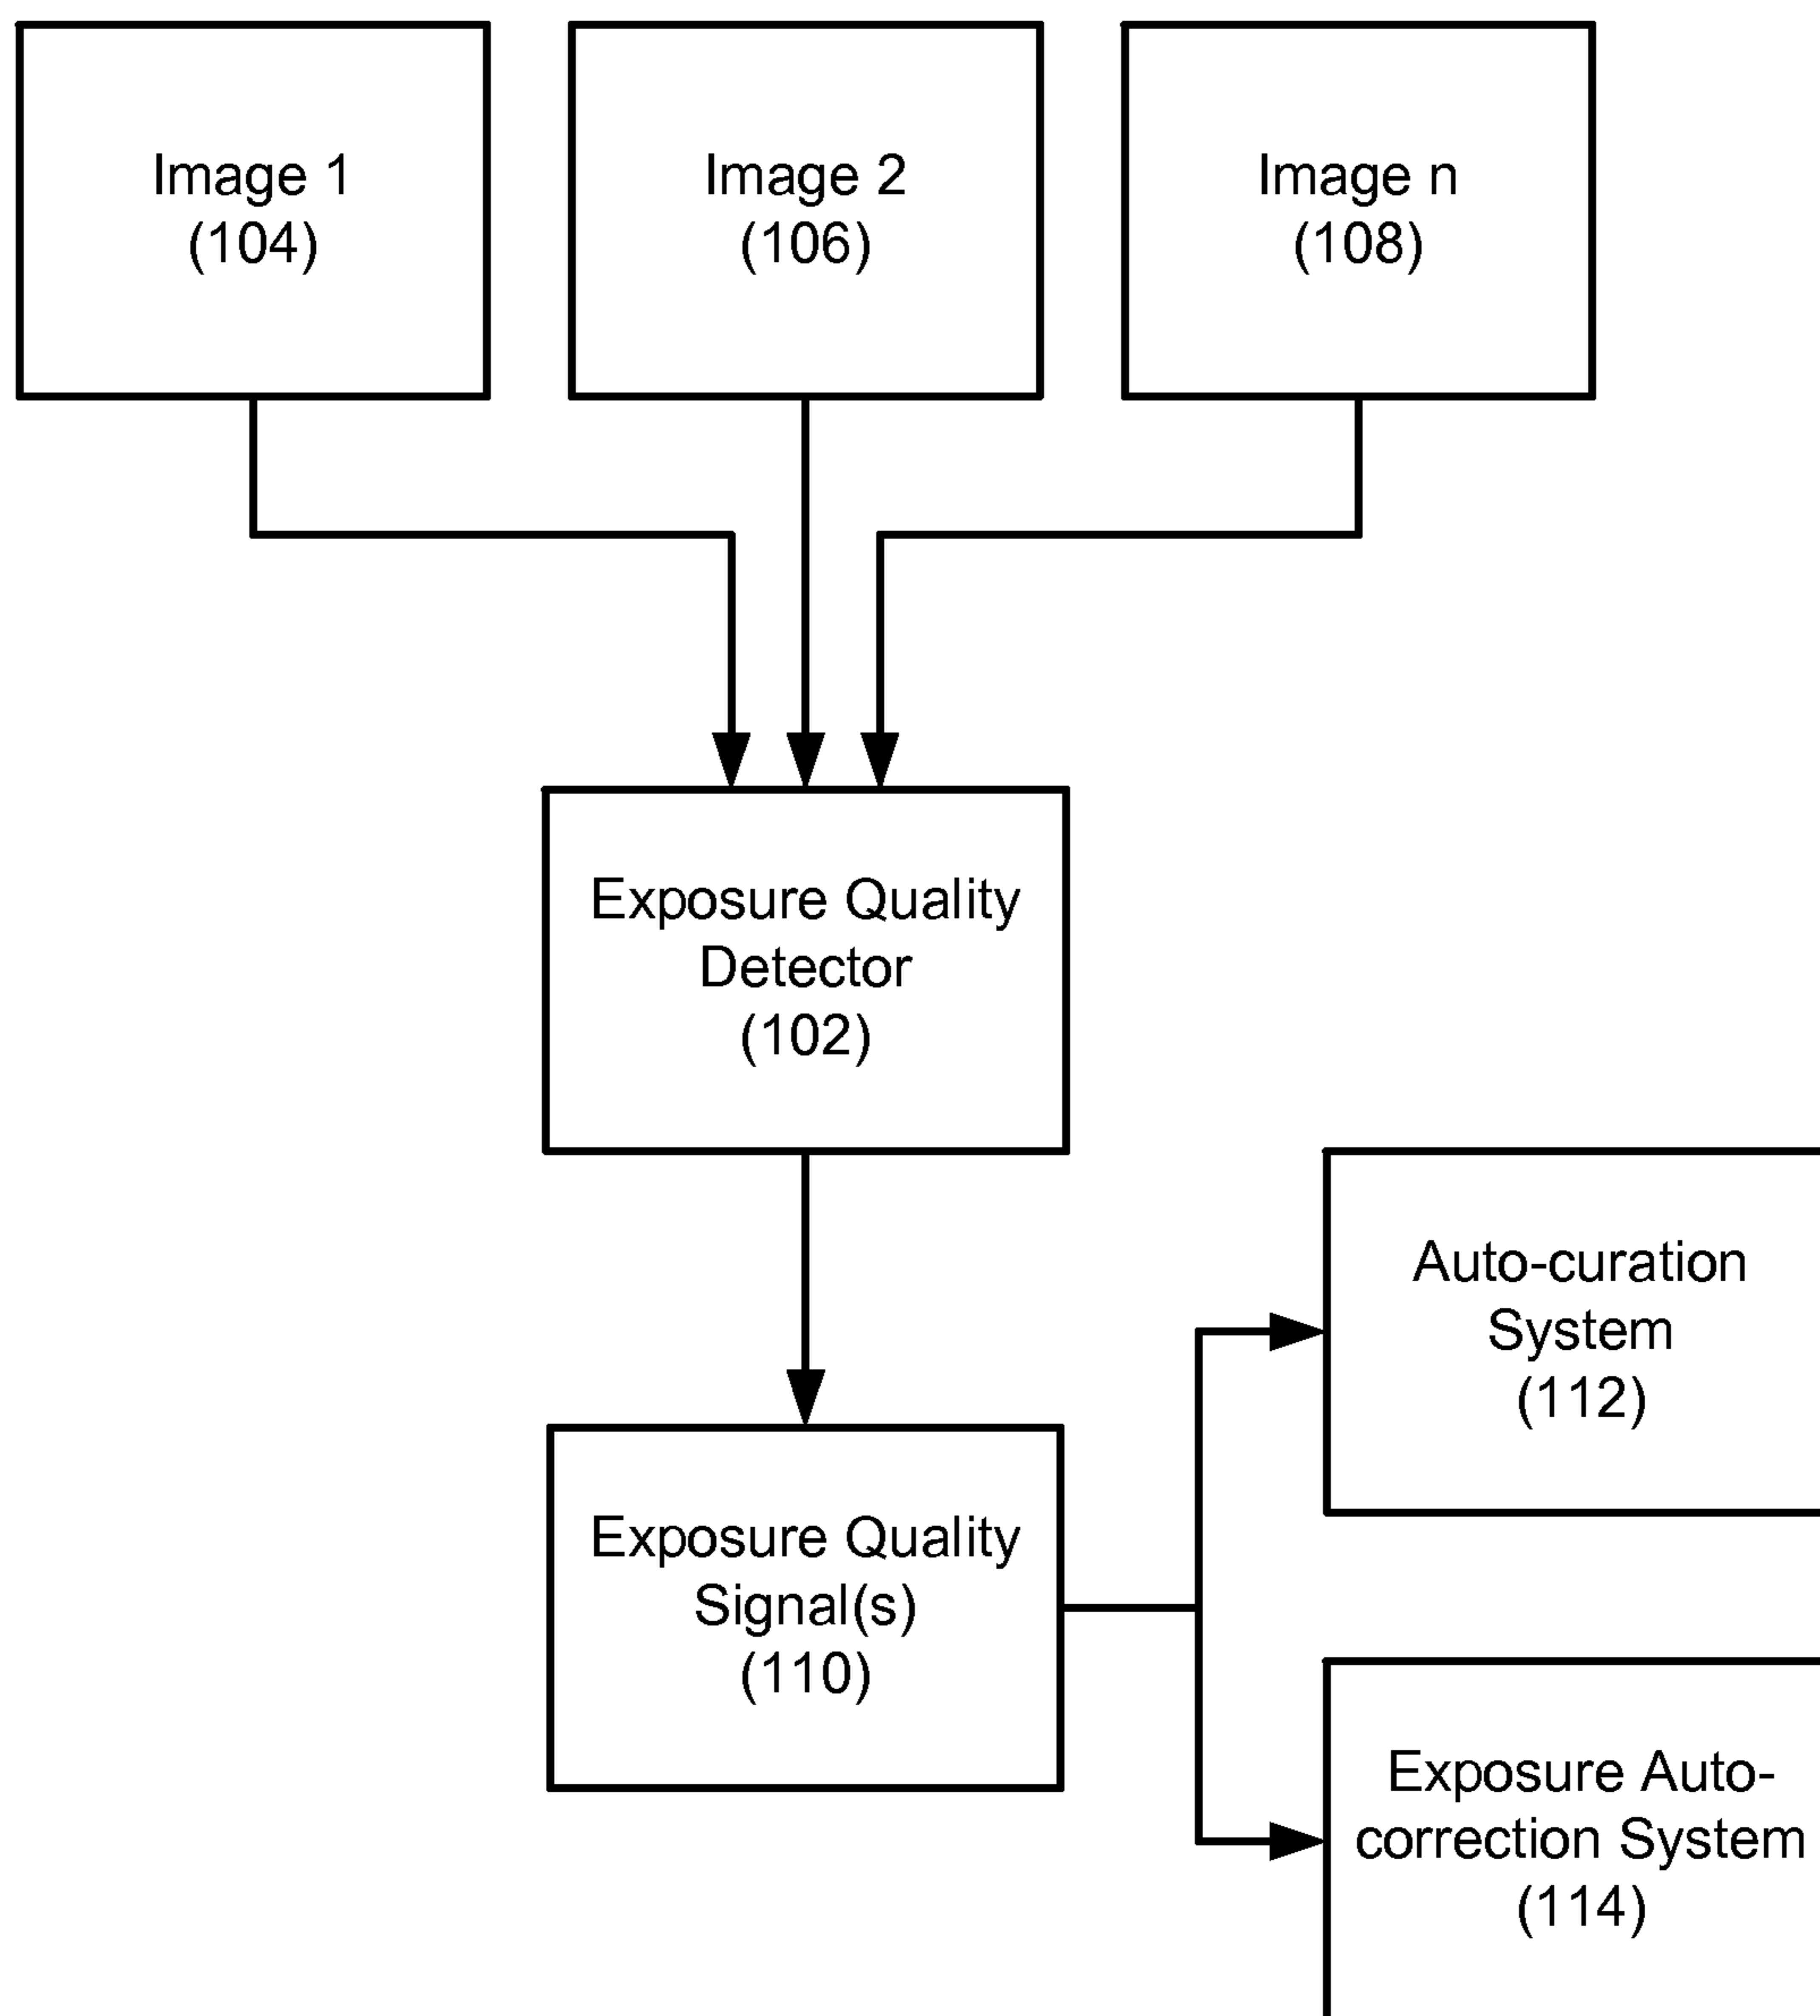 Image 1
(104)
Image 2
(106)
Image n
(108)
Exposure Quality
Detector
(102)
Auto-curation
System
(112)
Exposure Quality
Signal(s)
(110)
Exposure Auto-
correction System
(114)